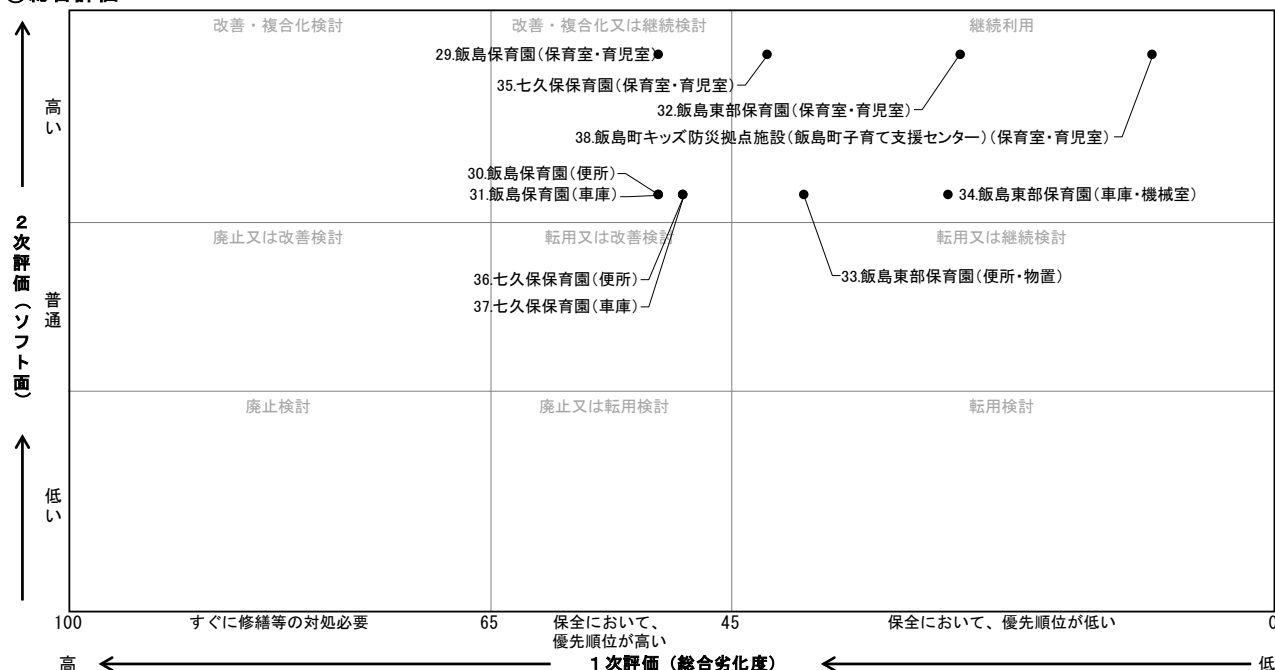 改善・複合化検討
改善・複合化又は継続検討
継続利用
29.飯島保育園(保育室・育児室)
35.七久保保育園(保育室・育児室)
32.飯島東部保育園(保育室・育児室)
38.飯島町キッズ防災拠点施設(飯島町子育て支援センター)(保育室・育児室)
30.飯島保育園(便所)
31.飯島保育園(車庫)
34.飯島東部保育園(車庫・機械室)
廃止又は改善検討
転用又は改善検討
転用又は継続検討
36.七久保保育園(便所)
33.飯島東部保育園(便所・物置)
37.七久保保育園(車庫)
廃止検討
廃止又は転用検討
転用検討
高い
普通
低い
2次評価(ソフト面)
100
すぐに修繕等の対処必要
65
保全において、
優先順位が高い
45
保全において、優先順位が低い
0
高
1次評価(総合劣化度)
低